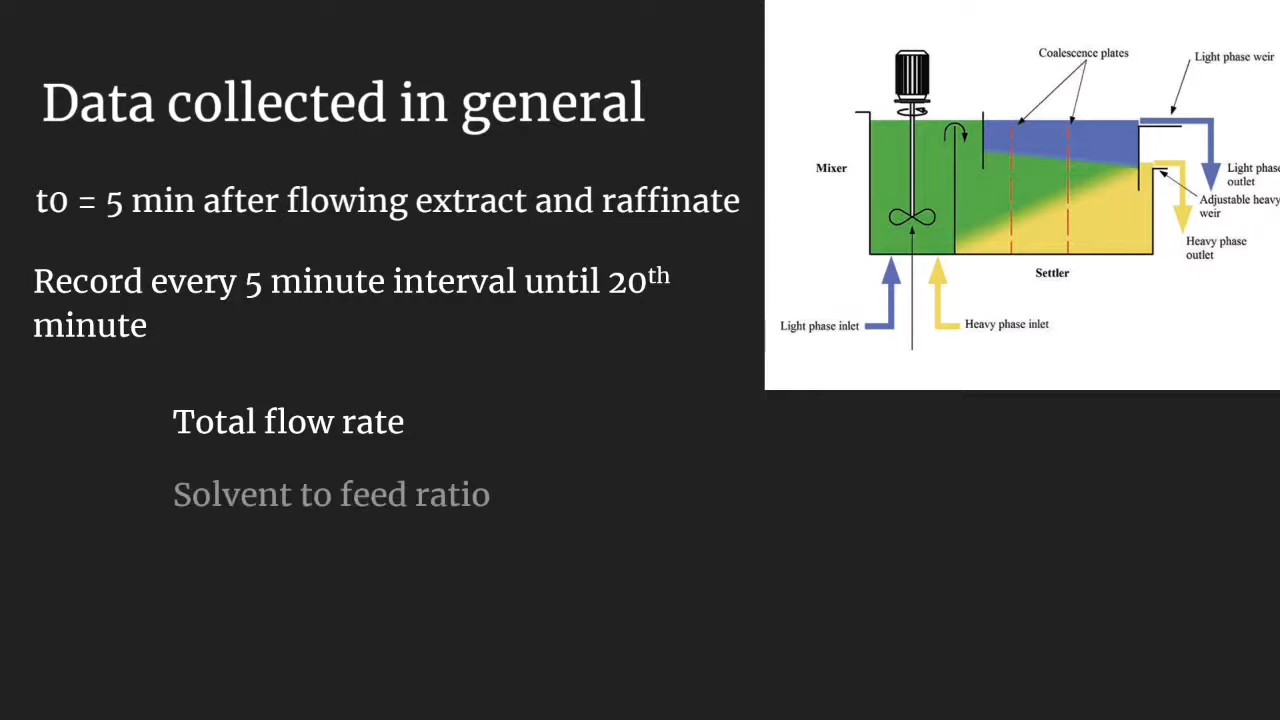 Data collected in general
t0 = 5 min after flowing extract and raffinate
Record every 5 minute interval until 20th
minute
Total flow rate
Solvent to feed ratio
Coalescence plates
Light phase weir
Mixer
Light phase
outlet
Adjustable heavy
weir
Heavy phase
outlet
Settler
Light phase inlet
Heavy phase inlet